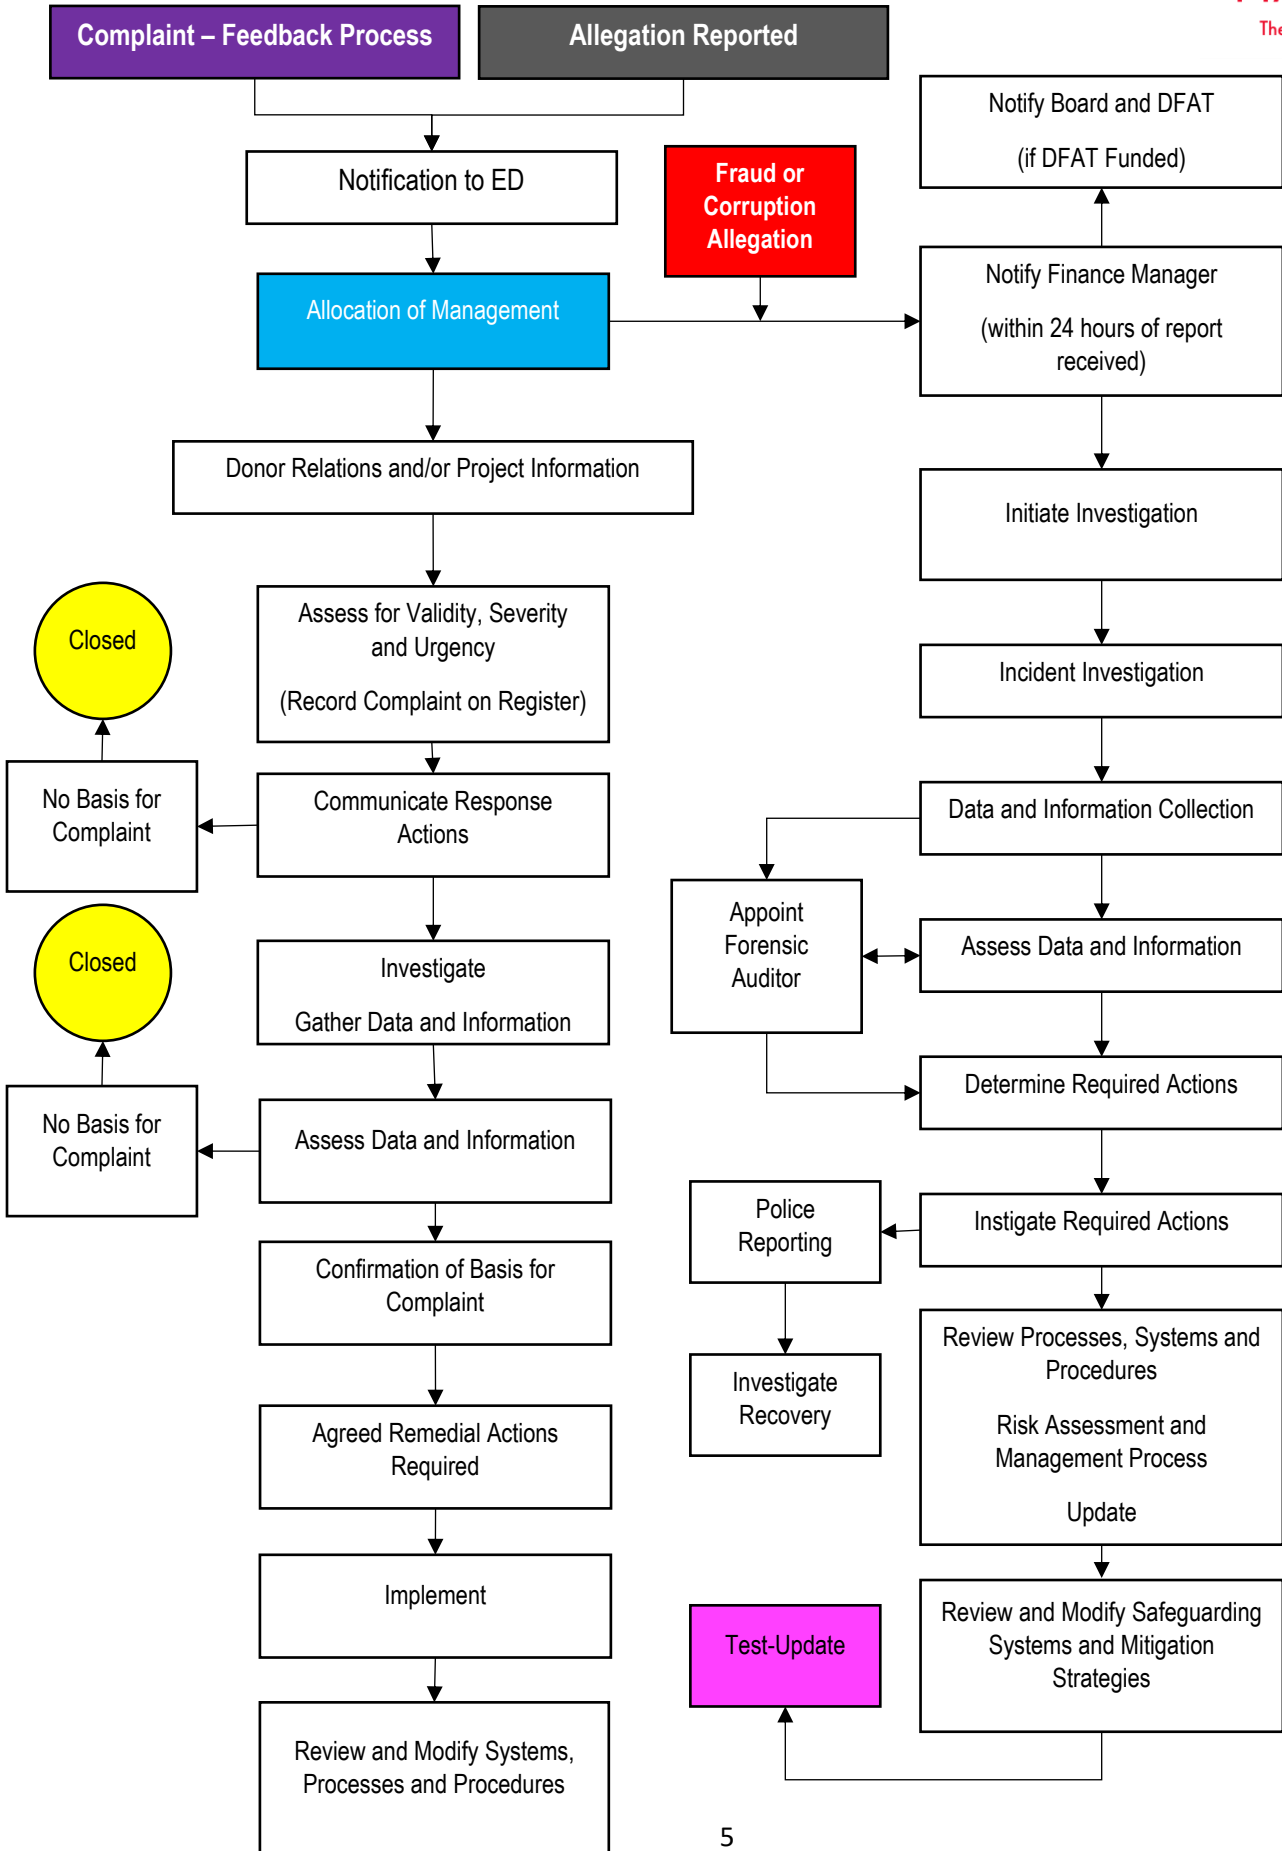 Complaint – Feedback Process
Allegation Reported
The
Notify Board and DFAT
(if DFAT Funded)
Notification to ED
Fraud or
Corruption
Allegation
Allocation of Management
Notify Finance Manager
(within 24 hours of report
received)
Donor Relations and/or Project Information
Initiate Investigation
Closed
Assess for Validity, Severity
and Urgency
(Record Complaint on Register)
Incident Investigation
No Basis for
Complaint
Communicate Response
Actions
Data and Information Collection
Closed
Investigate
Gather Data and Information
Appoint
Forensic
Auditor
Assess Data and Information
No Basis for
Complaint
Assess Data and Information
Determine Required Actions
Confirmation of Basis for
Complaint
Police
Reporting
Instigate Required Actions
Agreed Remedial Actions
Required
Investigate
Recovery
Review Processes, Systems and
Procedures
Risk Assessment and
Management Process
Update
Implement
Test-Update
Review and Modify Safeguarding
Systems and Mitigation
Strategies
Review and Modify Systems,
Processes and Procedures
5